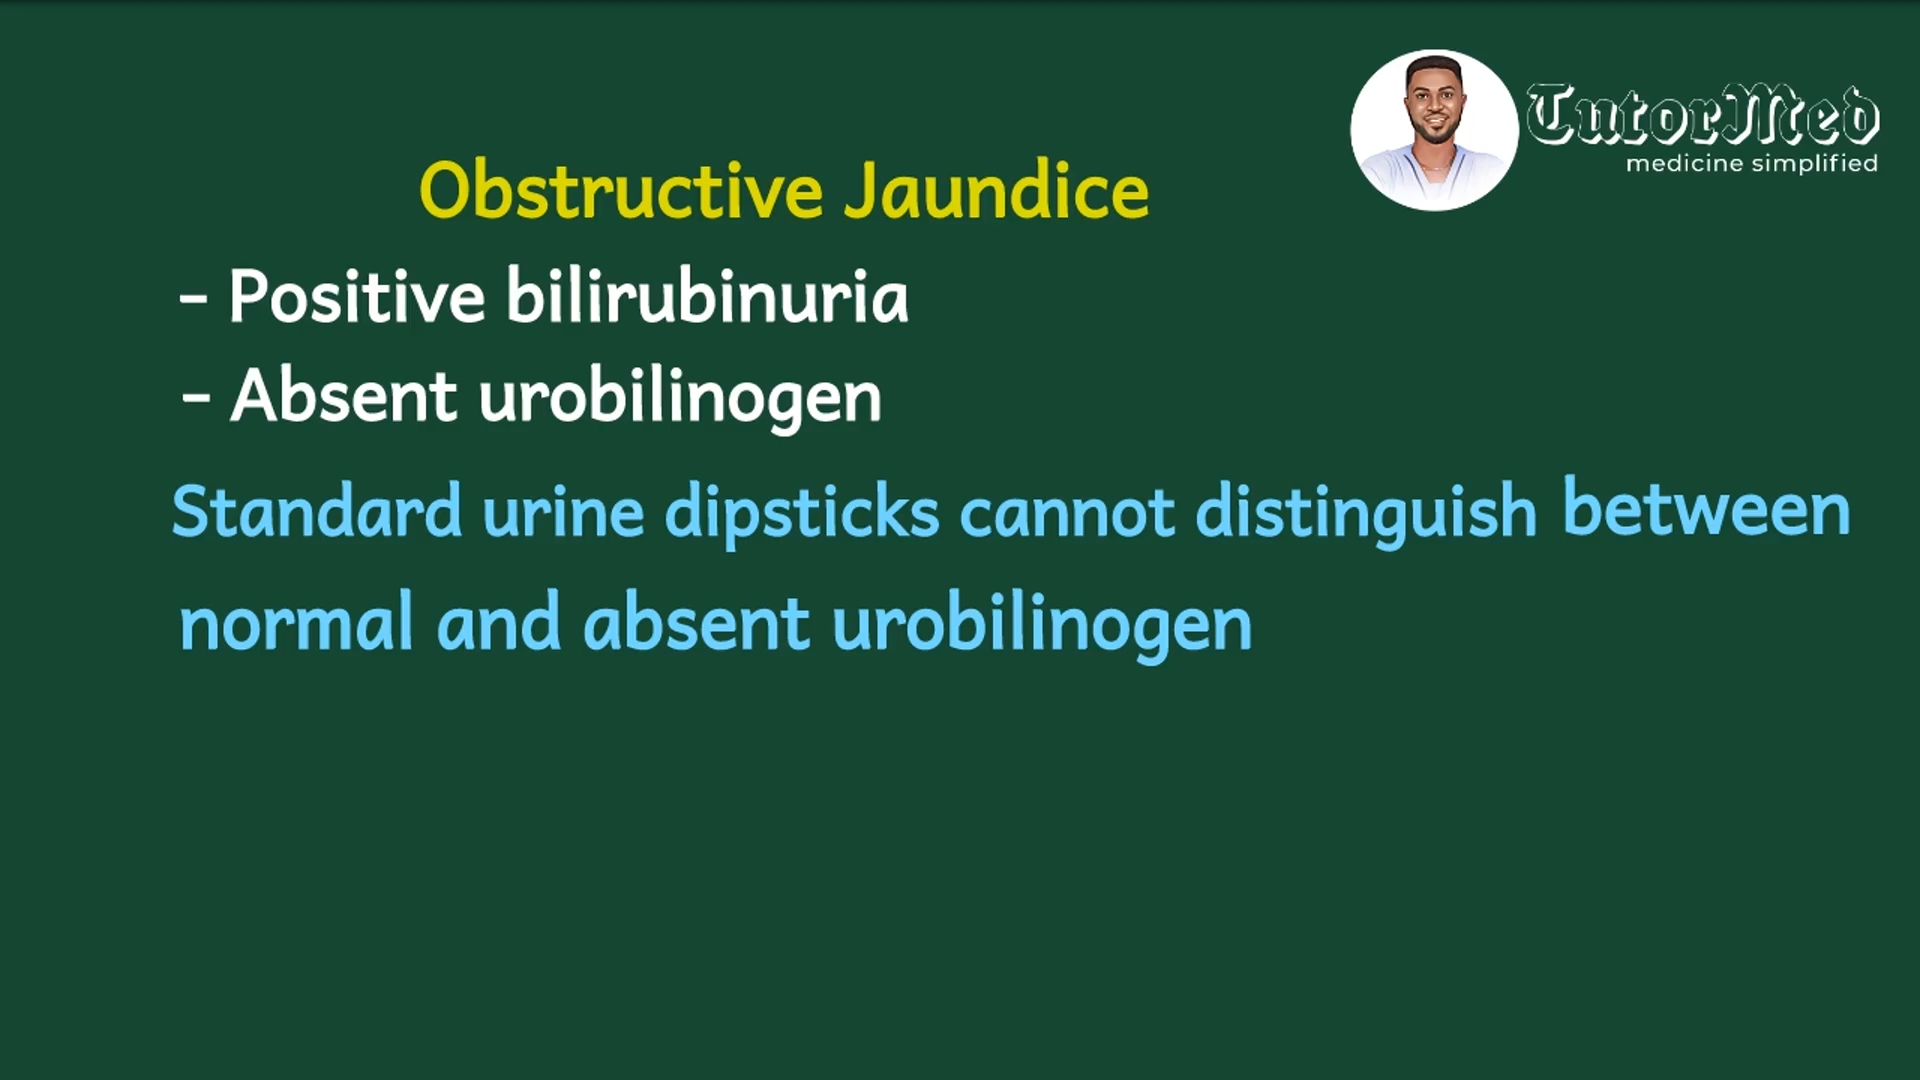 TutorMed
medicine simplified
Obstructive Jaundice
- Positive bilirubinuria
- Absent urobilinogen
Standard urine dipsticks cannot distinguish between
normal and absent urobilinogen